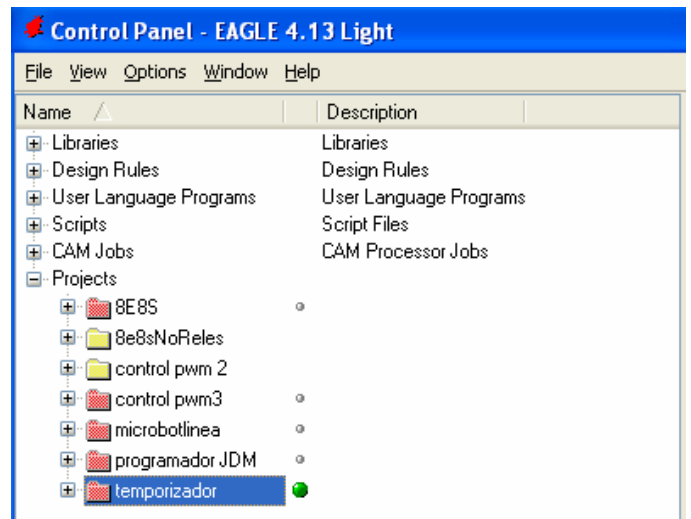 Control Panel - EAGLE 4.13 Light
File View Options Window Help
Name Description
Libraries Libraries
Design Rules Design Rules
User Language Programs User Language Programs
Scripts Script Files
CAM Jobs CAM Processor Jobs
Projects
8E8S
8e8sNoReles
control pwm 2
control pwm3
microbotlinea
programador JDM
temporizador